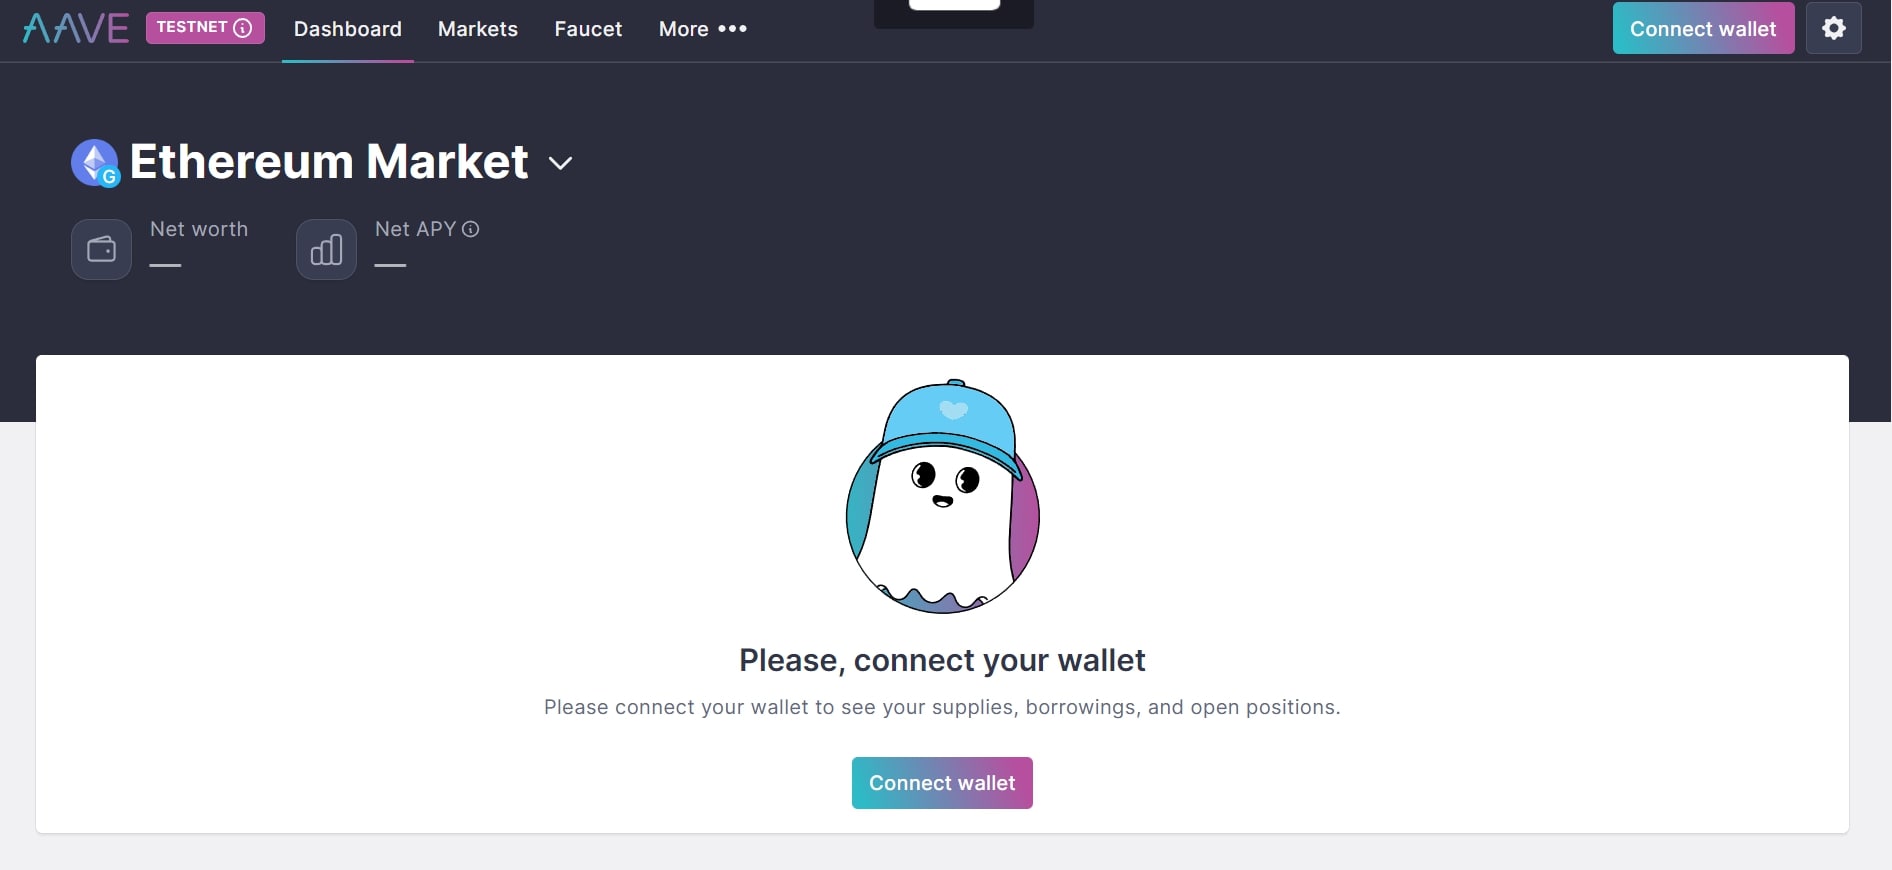 AAVE TESTNET Dashboard Markets Faucet More ••• Connect wallet
G Ethereum Market
Net worth Net APY
— —
Please, connect your wallet
Please connect your wallet to see your supplies, borrowings, and open positions.
Connect wallet